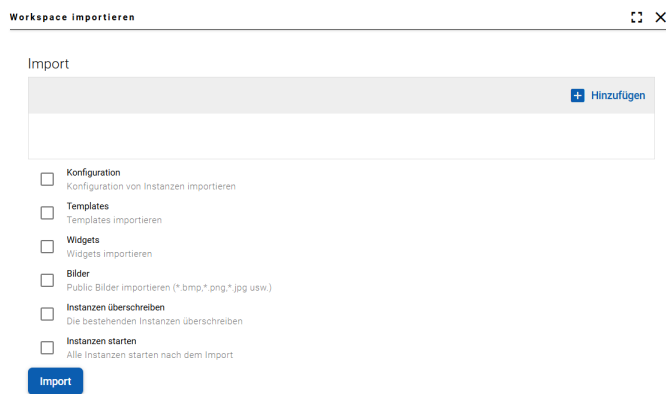 Workspace importieren
Import
Hinzufügen
Konfiguration
Konfiguration von Instanzen importieren
Templates
Templates importieren
Widgets
Widgets importieren
Bilder
Public Bilder importieren (*.bmp,*.png,*.jpg usw.)
Instanzen überschreiben
Die bestehenden Instanzen überschreiben
Instanzen starten
Alle Instanzen starten nach dem Import
Import